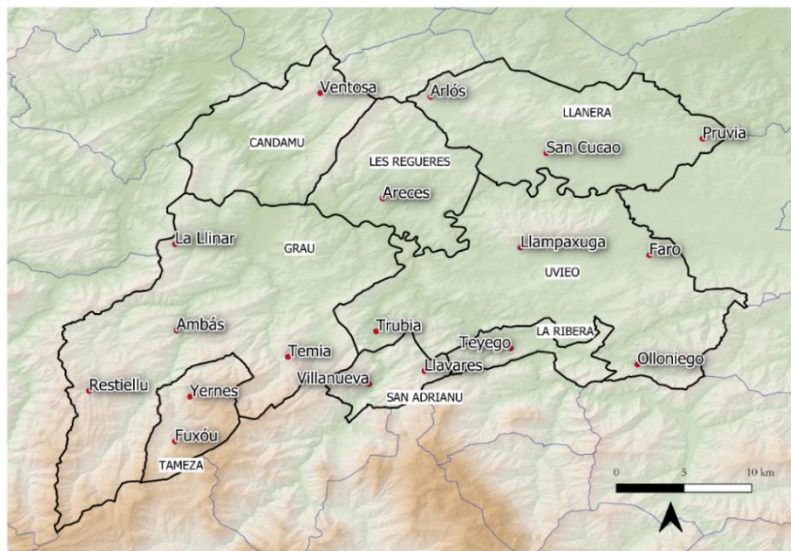 Ventosa
Arlós
LLANERA
Pruvia
CANDAMU
San Cucao
LES REGUERES
Areces
La Llinar
GRAU
Llampaxuga
Faro
UVIEO
Ambás
Trubia
LA RIBERA
Teyego
Temia
Llavares
Olloniego
Villanueva
Restiellu
Yernes
SAN ADRIANU
Fuxóu
TAMEZA
0 5 10 km